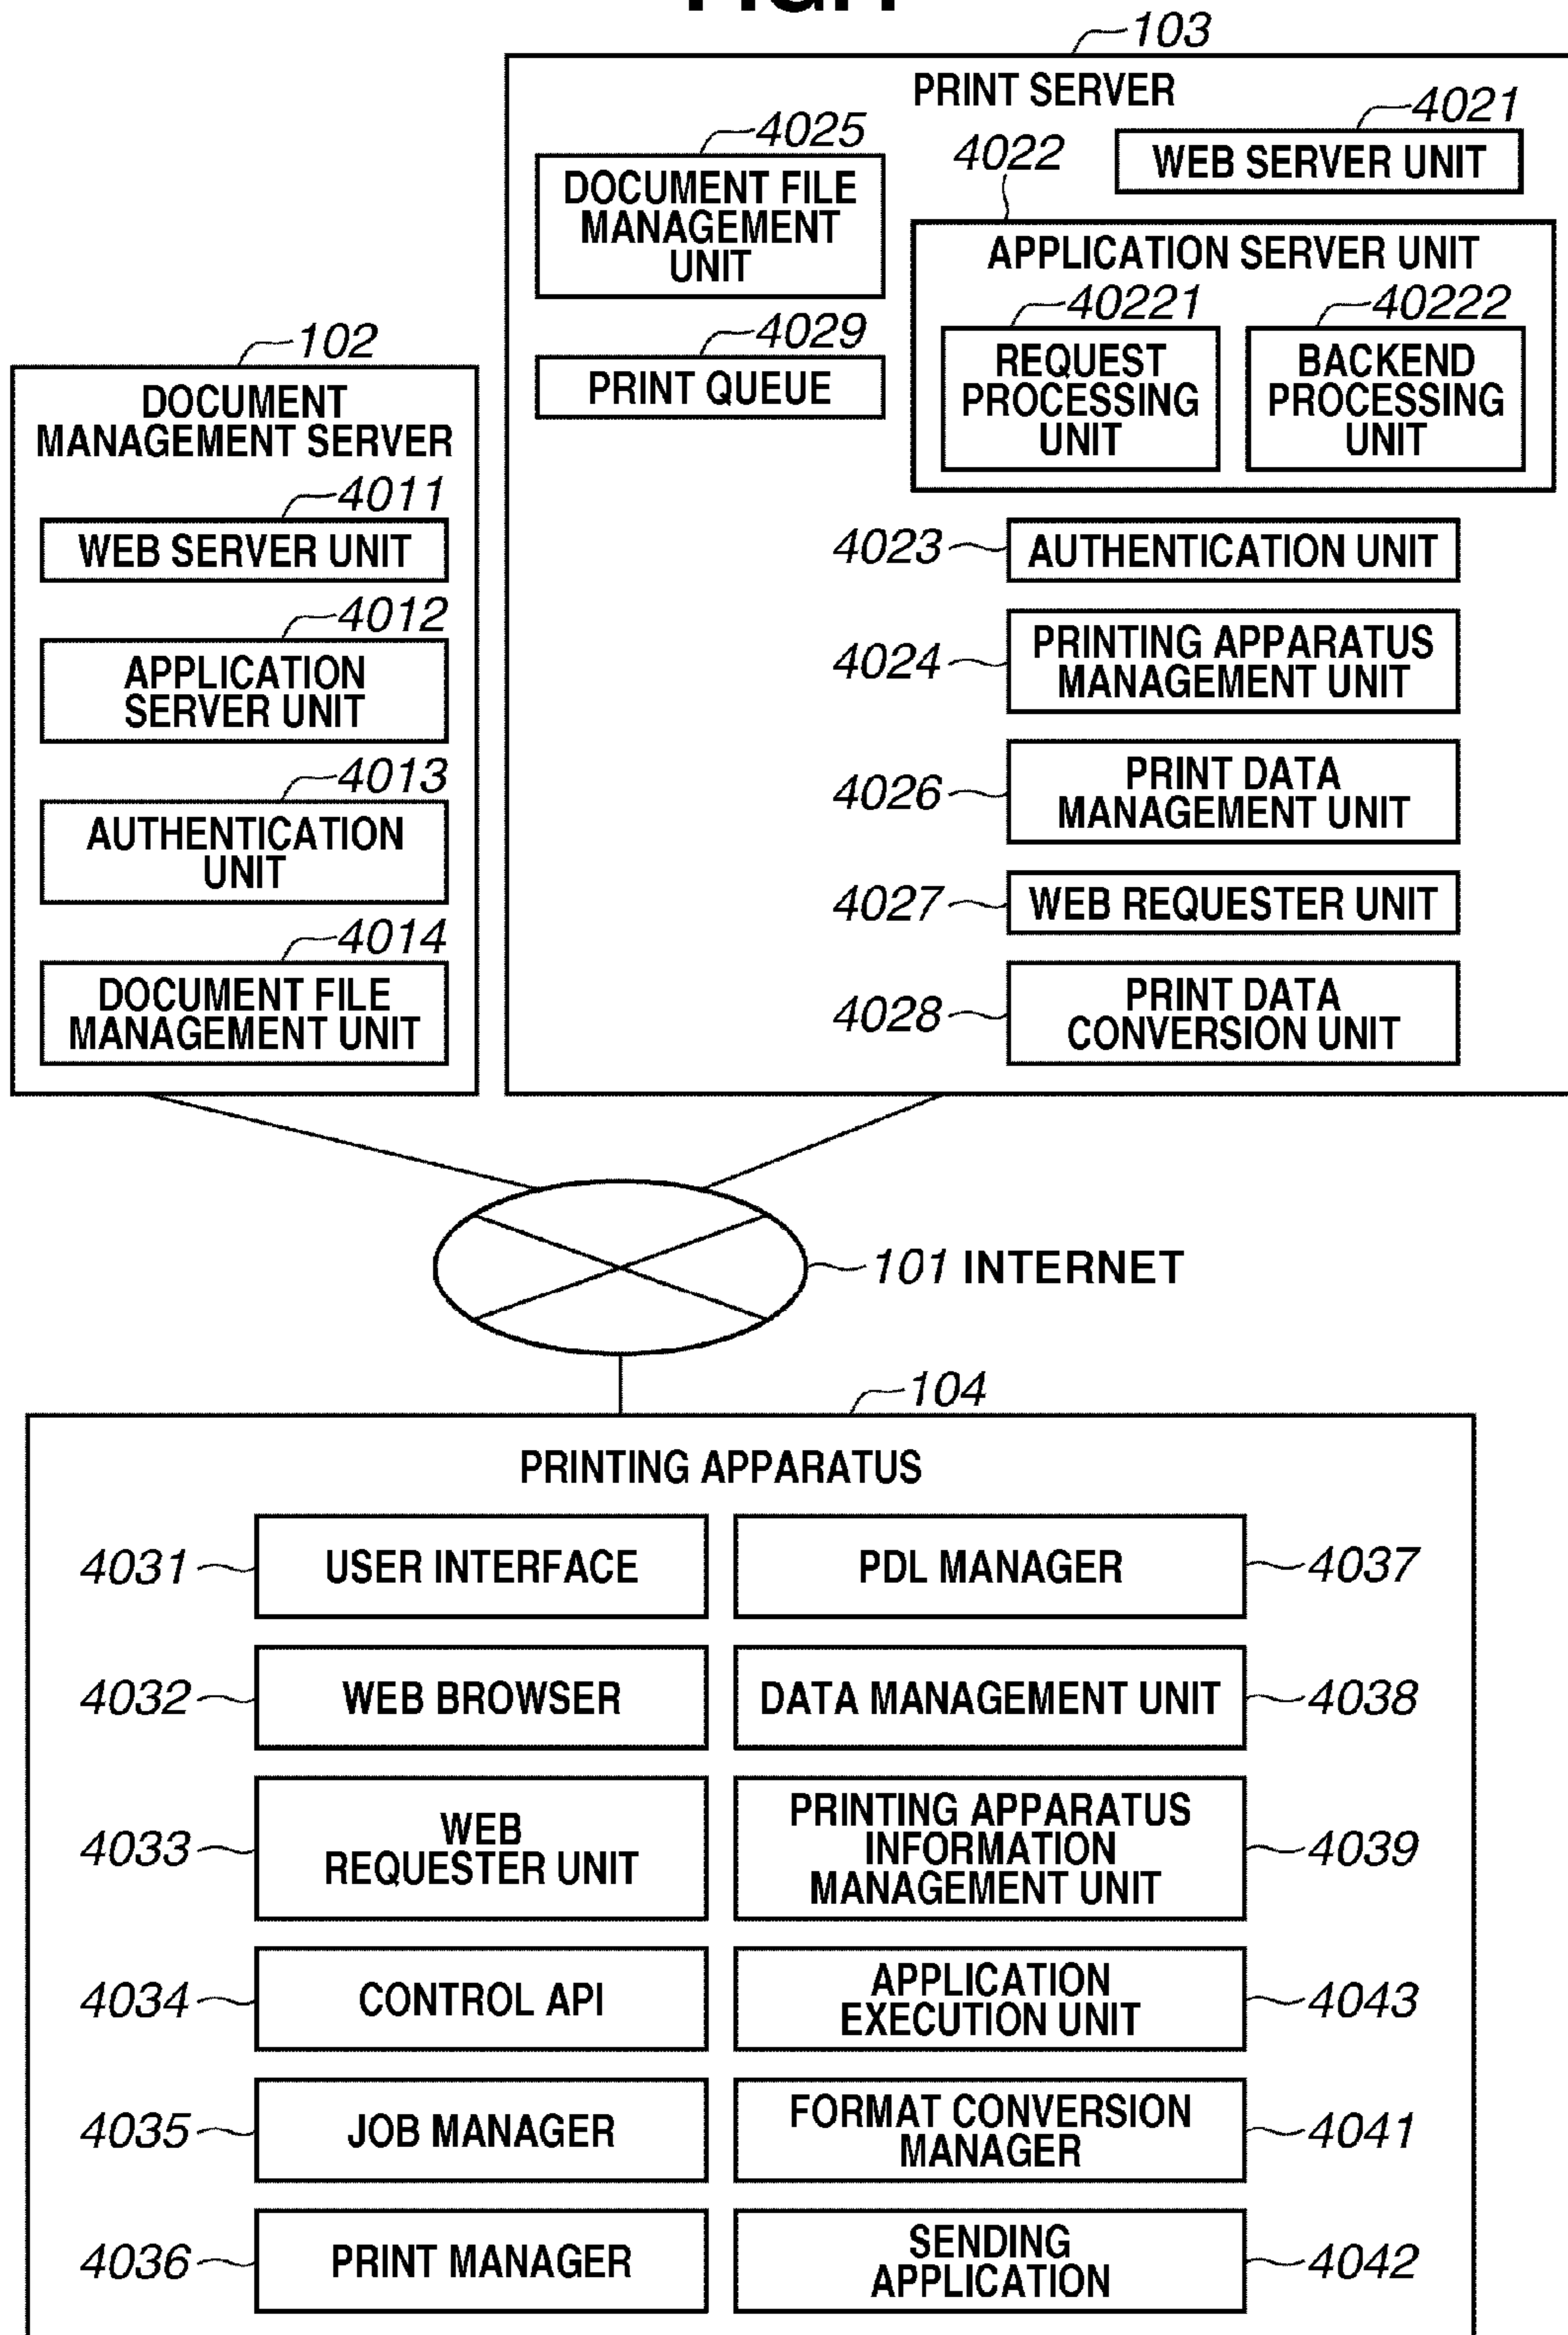 103
PRINT SERVER
4025
DOCUMENT FILE
MANAGEMENT
UNIT
4029
PRINT QUEUE
4021
WEB SERVER UNIT
4022
APPLICATION SERVER UNIT
40221
REQUEST
PROCESSING
UNIT
40222
BACKEND
PROCESSING
UNIT
4023
AUTHENTICATION UNIT
4024
PRINTING APPARATUS
MANAGEMENT UNIT
4026
PRINT DATA
MANAGEMENT UNIT
4027
WEB REQUESTER UNIT
4028
PRINT DATA
CONVERSION UNIT
102
DOCUMENT
MANAGEMENT SERVER
4011
WEB SERVER UNIT
4012
APPLICATION
SERVER UNIT
4013
AUTHENTICATION
UNIT
4014
DOCUMENT FILE
MANAGEMENT UNIT
101 INTERNET
104
PRINTING APPARATUS
4031
USER INTERFACE
PDL MANAGER
4037
4032
WEB BROWSER
DATA MANAGEMENT UNIT
4038
4033
WEB
REQUESTER UNIT
PRINTING APPARATUS
INFORMATION
MANAGEMENT UNIT
4039
4034
CONTROL API
APPLICATION
EXECUTION UNIT
4043
4035
JOB MANAGER
FORMAT CONVERSION
MANAGER
4041
4036
PRINT MANAGER
SENDING
APPLICATION
4042